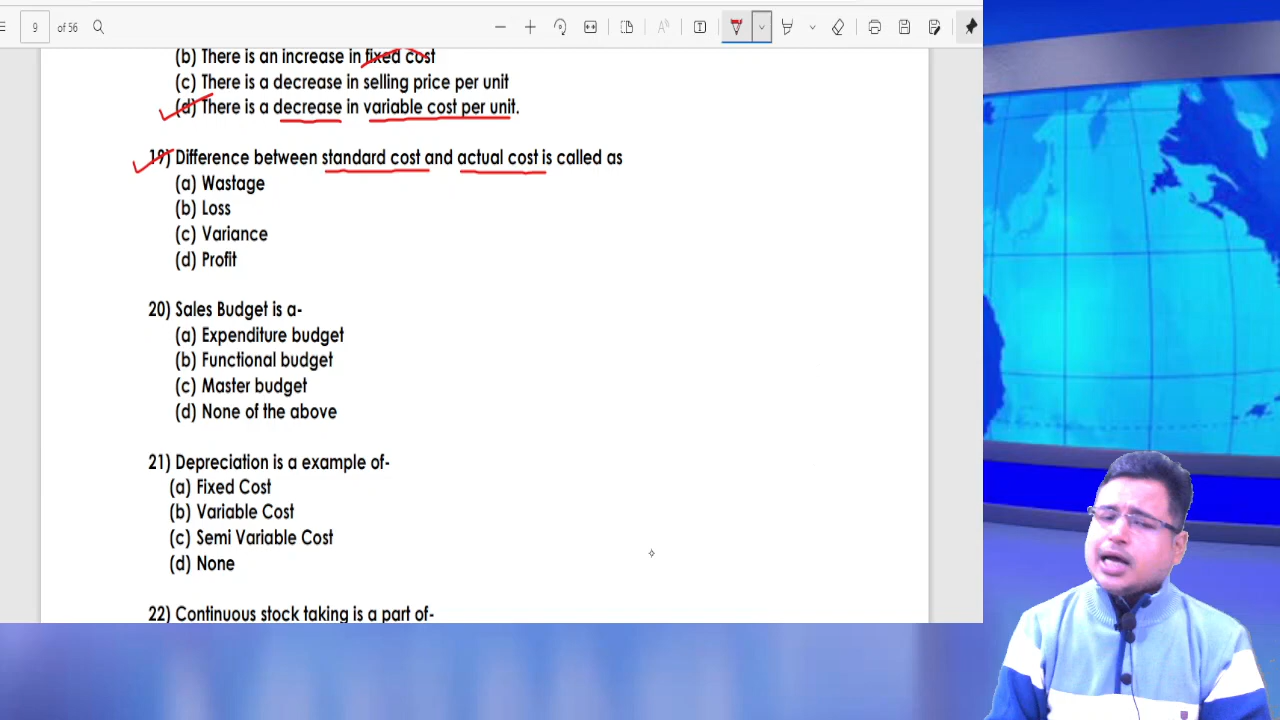 9 of 56
(b) There is an increase in fixed cost
(c) There is a decrease in selling price per unit
(d) There is a decrease in variable cost per unit.
19) Difference between standard cost and actual cost is called as
(a) Wastage
(b) Loss
(c) Variance
(d) Profit
20) Sales Budget is a-
(a) Expenditure budget
(b) Functional budget
(c) Master budget
(d) None of the above
21) Depreciation is a example of-
(a) Fixed Cost
(b) Variable Cost
(c) Semi Variable Cost
(d) None
22) Continuous stock taking is a part of-